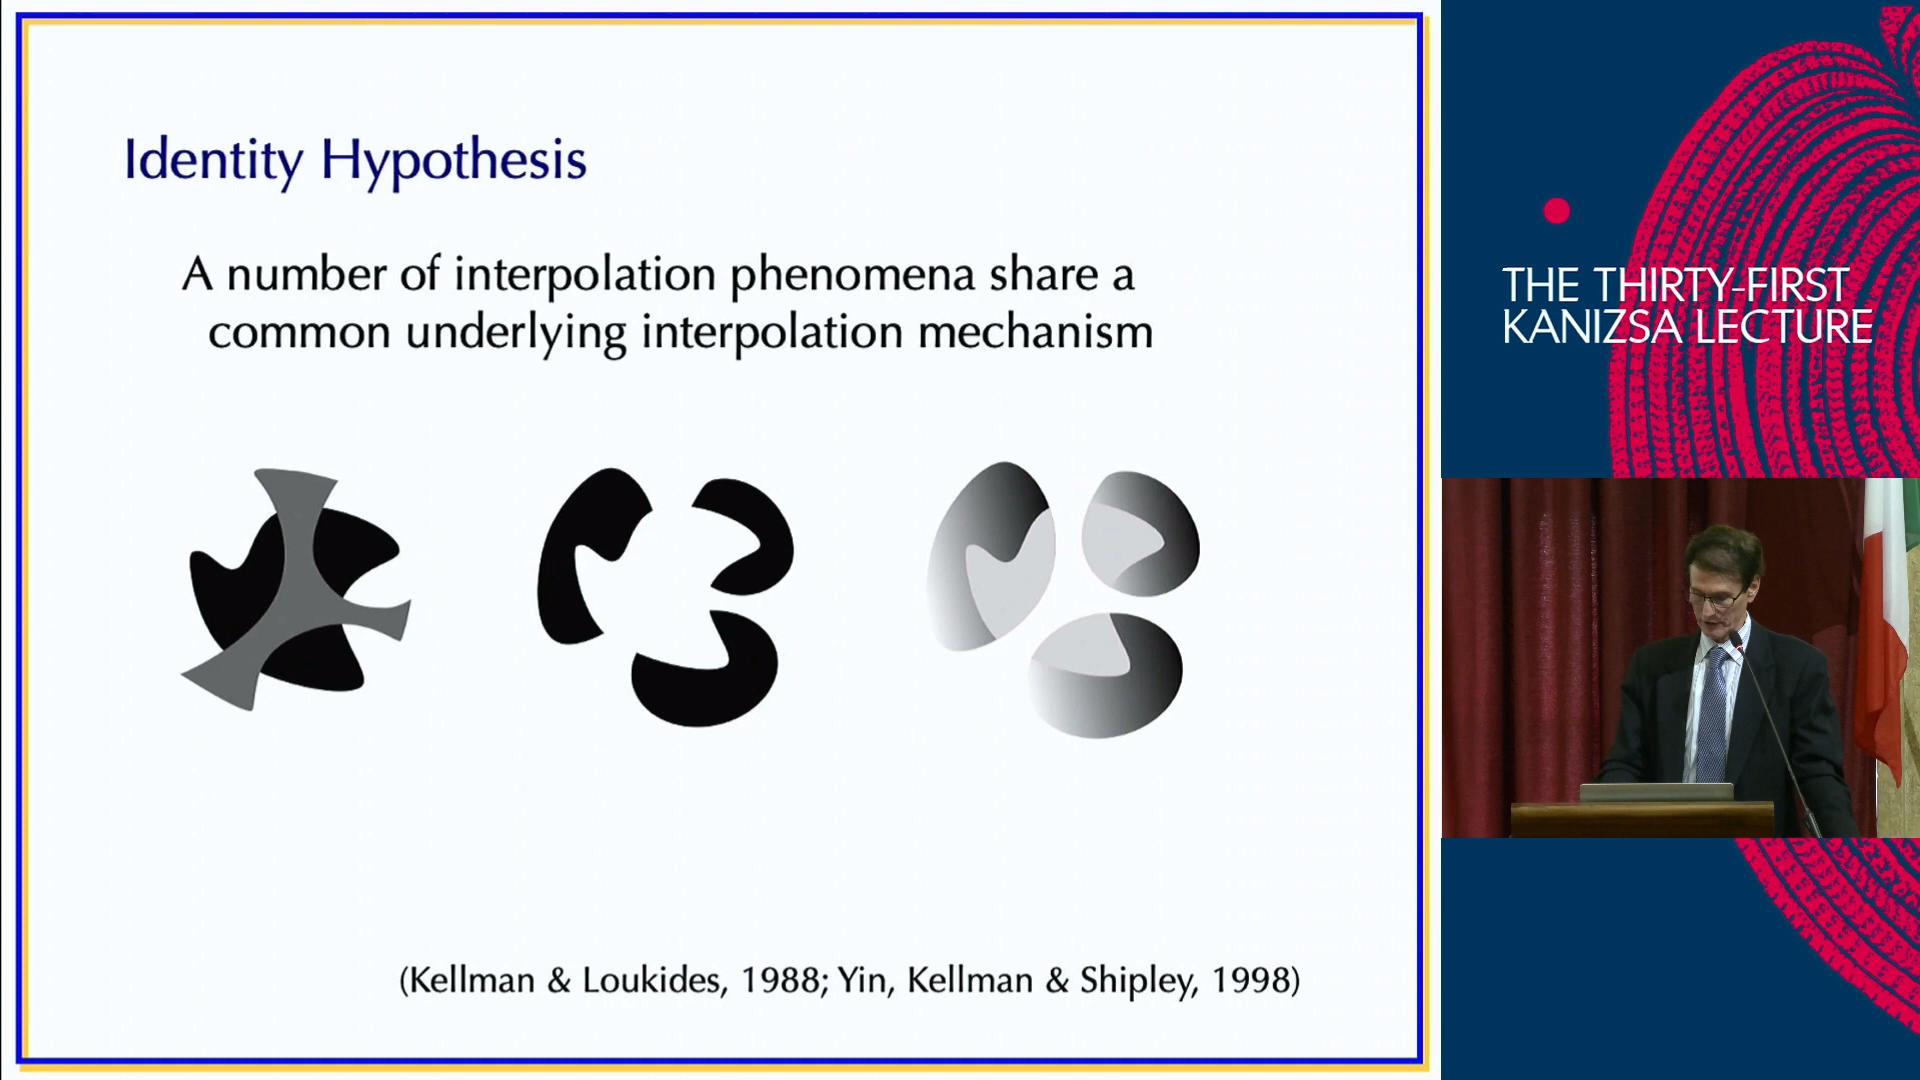 Identity Hypothesis
A number of interpolation phenomena share a
common underlying interpolation mechanism
(Kellman & Loukides, 1988; Yin, Kellman & Shipley, 1998)
THE THIRTY-FIRST
KANIZSA LECTURE